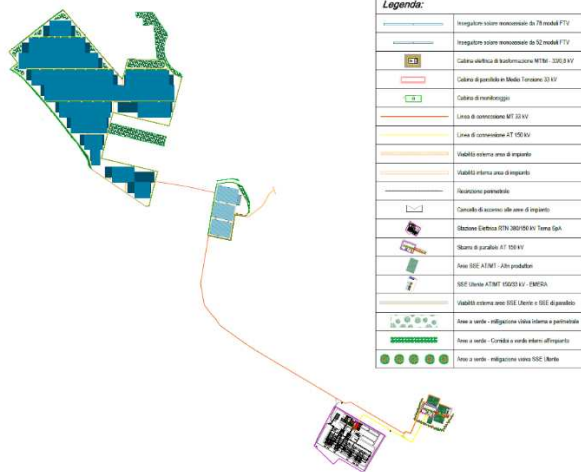 Legenda:
Inseguitore solare monoassiale da 78 moduli FTV
Inseguitore solare monoassiale da 52 moduli FTV
Cabina elettrica di trasformazione MT/bt - 33/0,8 kV
Cabina di parallelo in Media Tensione 33 kV
Cabina di monitoraggio
Linea di connessione MT 33 kV
Linea di connessione AT 150 kV
Viabilità esterna area di impianto
Viabilità interna area di impianto
Recinzione perimetrale
Cancello di accesso alle aree di impianto
Stazione Elettrica RTN 380/150 kV Terna SpA
Sbarre di parallelo AT 150 kV
Area SSE AT/MT - Altri produttori
SSE Utente AT/MT 150/33 kV - EMERA
Viabilità esterna area SSE Utente e SSE di parallelo
Area a verde - mitigazione visiva interna e perimetrale
Area a verde - Corridoi a verde interni all'impianto
Area a verde - mitigazione visiva SSE Utente